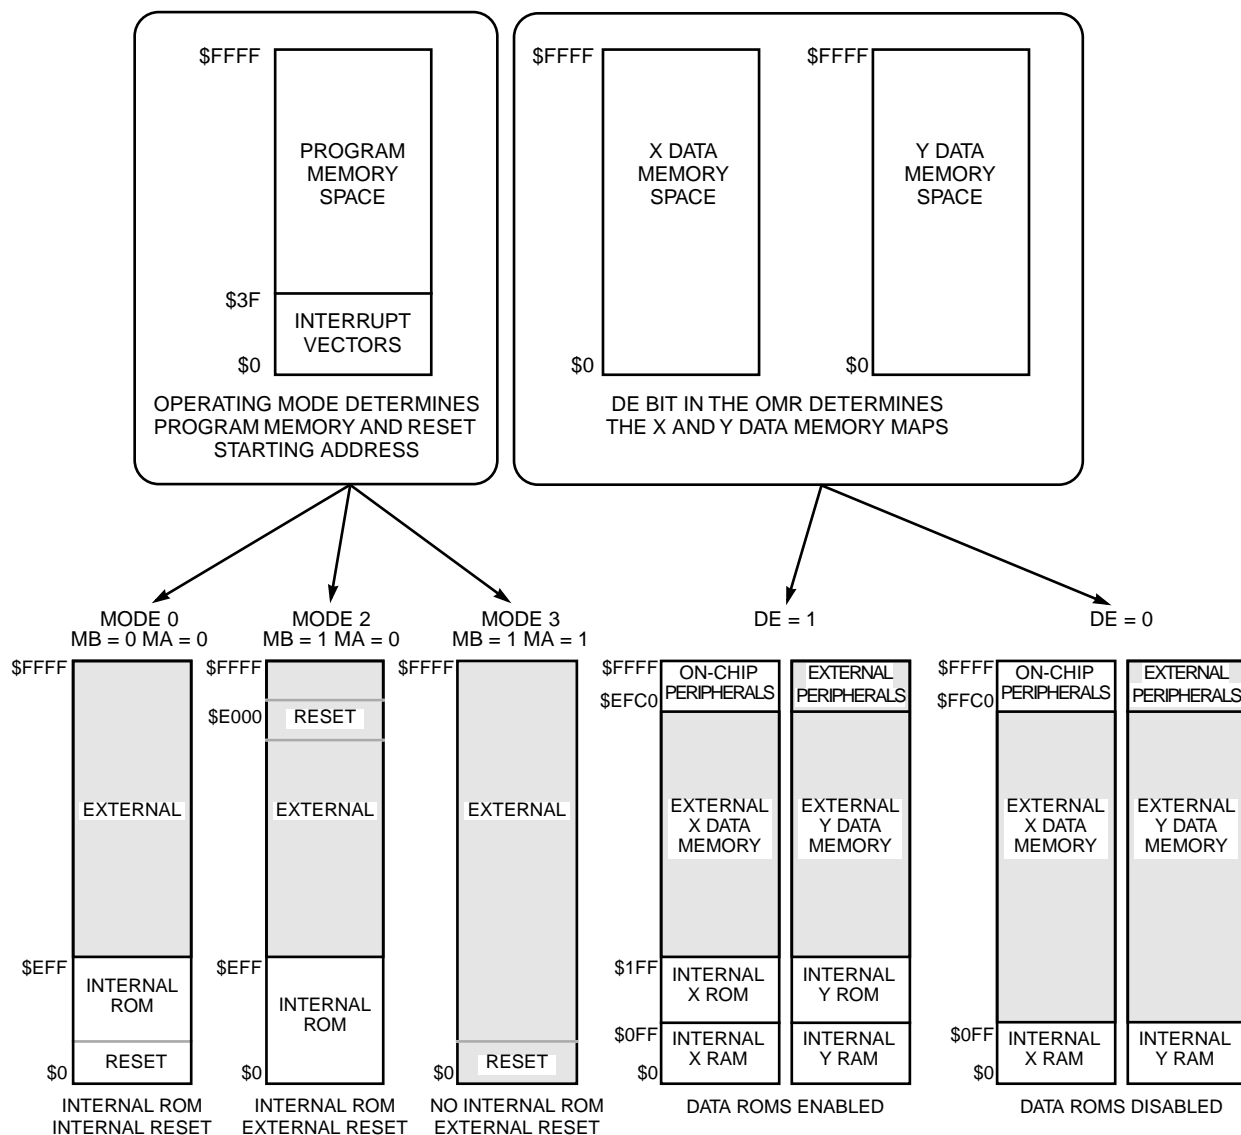 $FFFF
PROGRAM
MEMORY
SPACE
$3F
INTERRUPT
VECTORS
$0
OPERATING MODE DETERMINES
PROGRAM MEMORY AND RESET
STARTING ADDRESS
$FFFF
X DATA
MEMORY
SPACE
$0
$FFFF
Y DATA
MEMORY
SPACE
$0
DE BIT IN THE OMR DETERMINES
THE X AND Y DATA MEMORY MAPS
MODE 0
MB = 0 MA = 0
$FFFF
EXTERNAL
$EFF
INTERNAL
ROM
RESET
$0
INTERNAL ROM
INTERNAL RESET
MODE 2
MB = 1 MA = 0
$FFFF
$E000
RESET
EXTERNAL
$EFF
INTERNAL
ROM
$0
INTERNAL ROM
EXTERNAL RESET
MODE 3
MB = 1 MA = 1
$FFFF
EXTERNAL
RESET
$0
NO INTERNAL ROM
EXTERNAL RESET
DE = 1
$FFFF
ON-CHIP
PERIPHERALS
$EFC0
EXTERNAL
X DATA
MEMORY
$1FF
INTERNAL
X ROM
$0FF
INTERNAL
X RAM
$0
EXTERNAL
PERIPHERALS
EXTERNAL
Y DATA
MEMORY
INTERNAL
Y ROM
INTERNAL
Y RAM
DATA ROMS ENABLED
DE = 0
$FFFF
ON-CHIP
PERIPHERALS
$FFC0
EXTERNAL
X DATA
MEMORY
$0FF
INTERNAL
X RAM
$0
EXTERNAL
PERIPHERALS
EXTERNAL
Y DATA
MEMORY
INTERNAL
Y RAM
DATA ROMS DISABLED